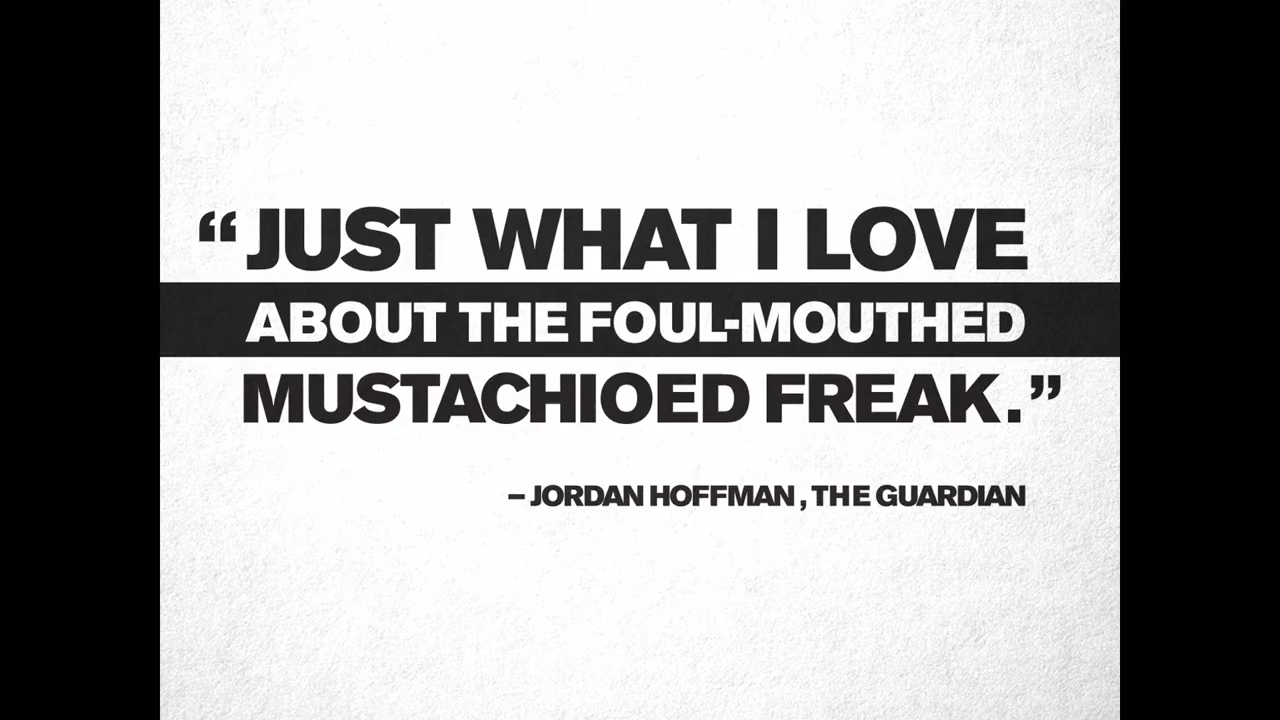 “JUST WHAT I LOVE
ABOUT THE FOUL-MOUTHED
MUSTACHIOED FREAK.”
– JORDAN HOFFMAN , THE GUARDIAN